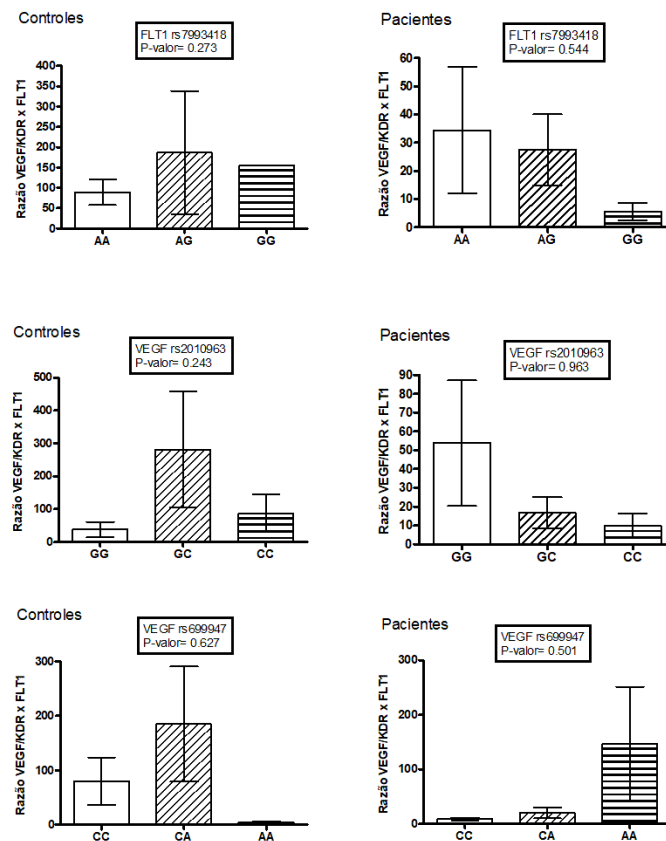 Controles
FLT1 rs7993418
P-valor= 0.273
Razão VEGF/KDR x FLT1
400
350
300
250
200
150
100
50
0
AA AG GG
Pacientes
FLT1 rs7993418
P-valor= 0.544
Razão VEGF/KDR x FLT1
60
50
40
30
20
10
0
AA AG GG
Controles
VEGF rs2010963
P-valor= 0.243
Razão VEGF/KDR x FLT1
500
400
300
200
100
0
GG GC CC
Pacientes
VEGF rs2010963
P-valor= 0.963
Razão VEGF/KDR x FLT1
90
80
70
60
50
40
30
20
10
0
GG GC CC
Controles
VEGF rs699947
P-valor= 0.627
Razão VEGF/KDR x FLT1
300
200
100
0
CC CA AA
Pacientes
VEGF rs699947
P-valor= 0.501
Razão VEGF/KDR x FLT1
300
200
100
0
CC CA AA